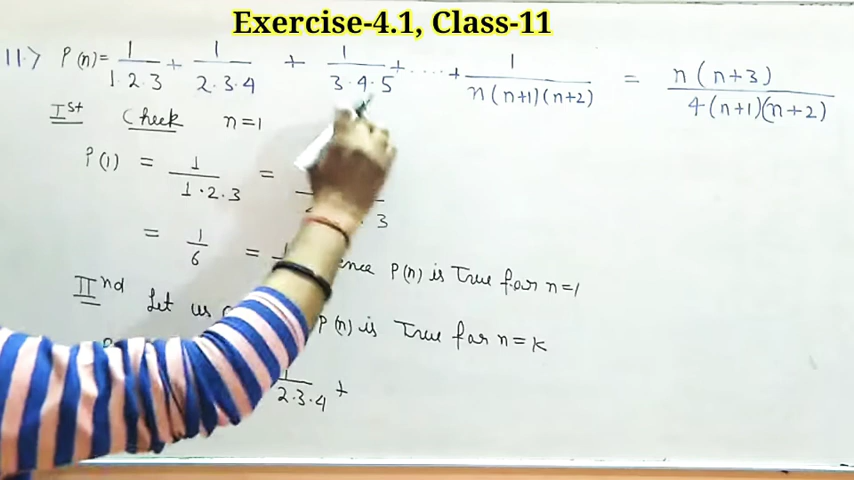 Exercise-4.1, Class-11
11.> P(n) = 1/1·2·3 + 1/2·3·4 + 1/3·4·5 + ····· + 1/n(n+1)(n+2) = n(n+3)/4(n+1)(n+2)
Ist Check n=1
P(1) = 1/1·2·3 = 3
= 1/6 = P(n) is True for n=1
IInd Let us P(n) is True for n=K
1/2·3·4 +